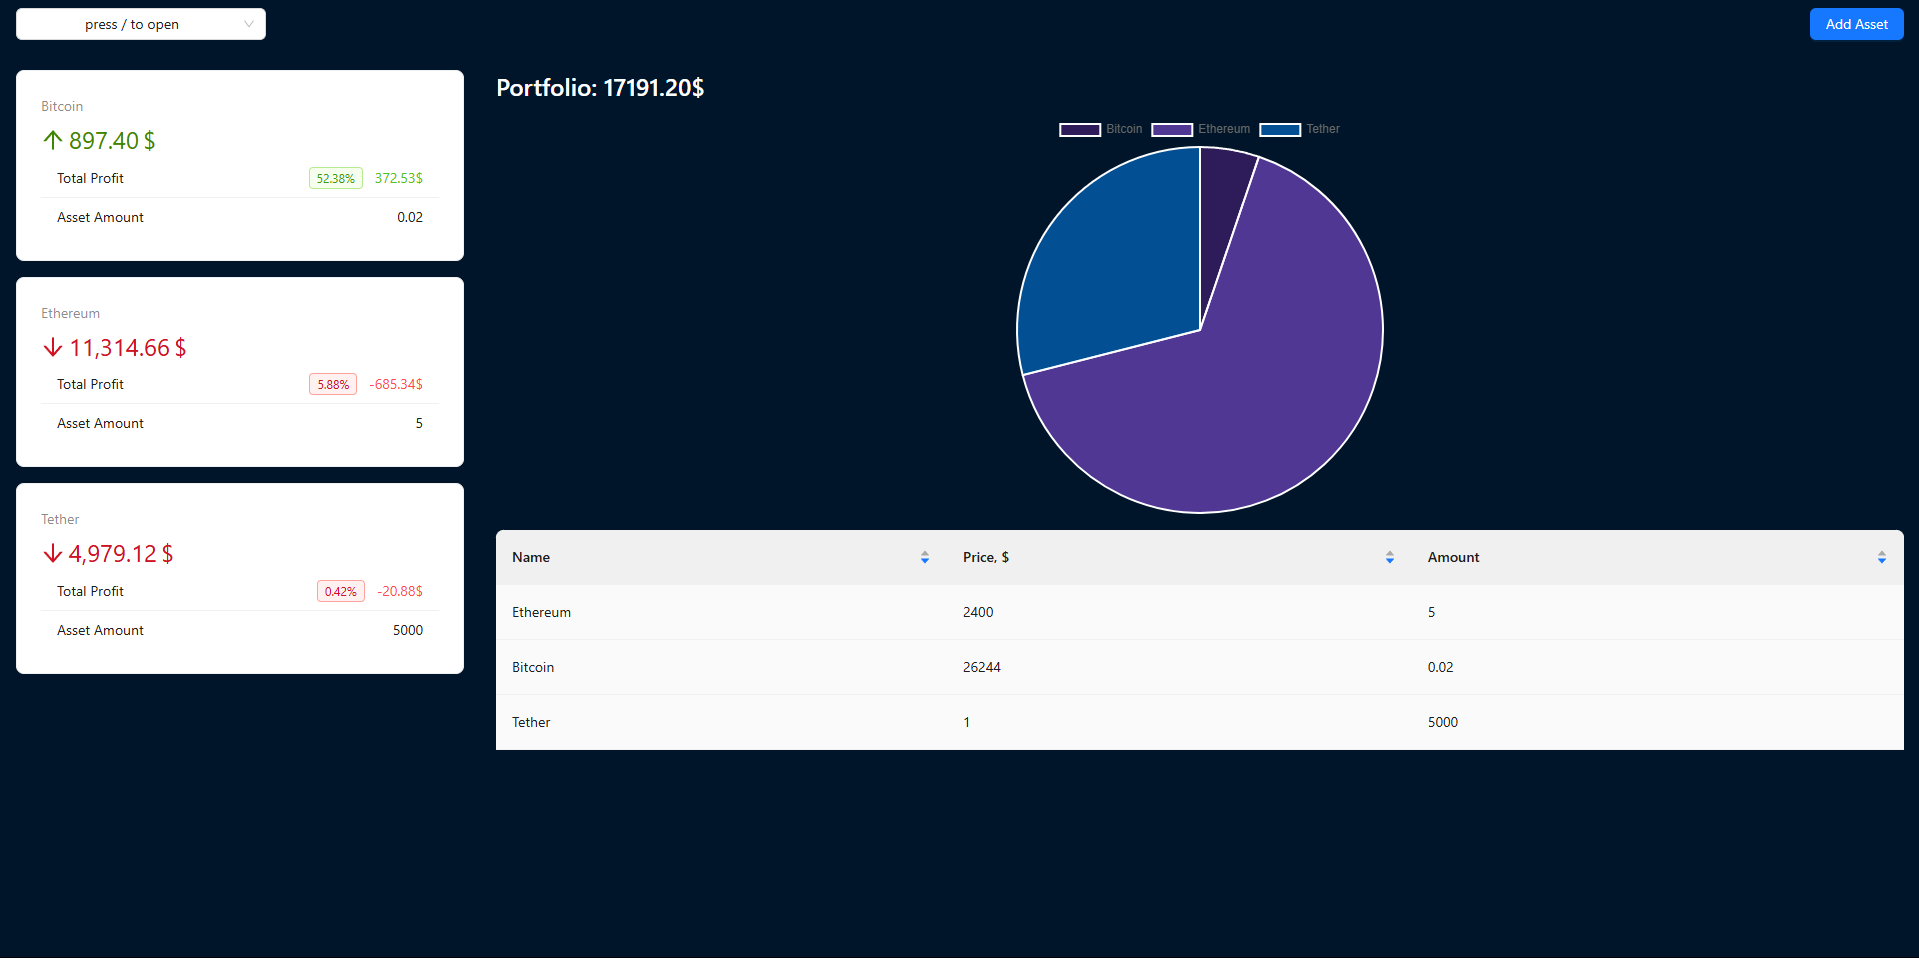 press / to open
Add Asset
Bitcoin
897.40 $
Total Profit 52.38% 372.53$
Asset Amount 0.02
Ethereum
11,314.66 $
Total Profit 5.88% -685.34$
Asset Amount 5
Tether
4,979.12 $
Total Profit 0.42% -20.88$
Asset Amount 5000
Portfolio: 17191.20$
Bitcoin Ethereum Tether
Name Price, $ Amount
Ethereum 2400 5
Bitcoin 26244 0.02
Tether 1 5000